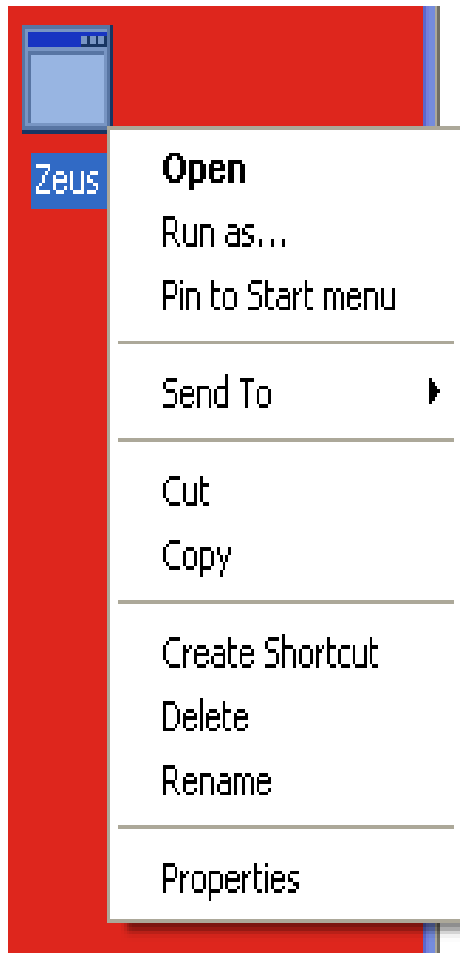 Zeus
Open
Run as...
Pin to Start menu
Send To
Cut
Copy
Create Shortcut
Delete
Rename
Properties